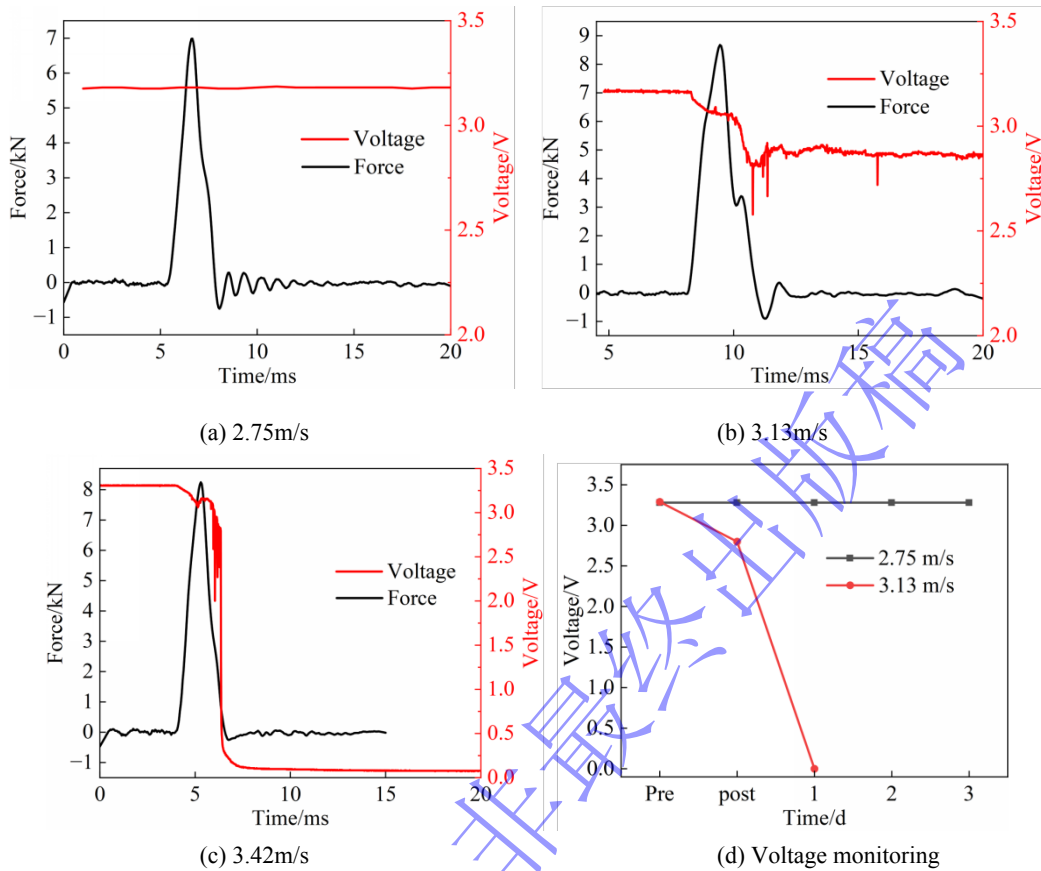 3.5
3.0
2.5
2.0
7
6
5
4
3
2
1
0
−1
Force/kN
Voltage/V
Voltage
Force
0
5
10
15
20
Time/ms
(a) 2.75m/s
3.5
3.0
2.5
2.0
9
8
7
6
5
4
3
2
1
0
−1
Force/kN
Voltage/V
Voltage
Force
5
10
15
20
Time/ms
(b) 3.13m/s
3.5
3.0
2.5
2.0
1.5
1.0
0.5
0.0
8
7
6
5
4
3
2
1
0
−1
Force/kN
Voltage/V
Voltage
Force
0
5
10
15
20
Time/ms
(c) 3.42m/s
3.5
3.0
2.5
2.0
1.5
1.0
0.5
0.0
Voltage/V
2.75 m/s
3.13 m/s
Pre
post
1
2
3
Time/d
(d) Voltage monitoring
非最终出版稿